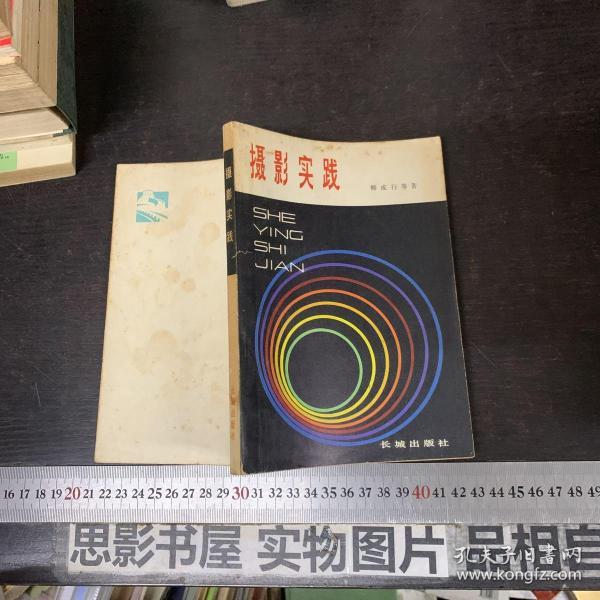 摄影实践
柳成行等著
SHE
YING
SHI
JIAN
长城出版社
摄影实践
16 17 18 19 20 21 22 23 24 25 26 27 28 29 30 31 32 33 34 35 36 37 38 39 40 41 42 43 44 45 46 47 48 49
思影书屋 实物图片 品相自
孔夫子旧书网
www.kongfz.com